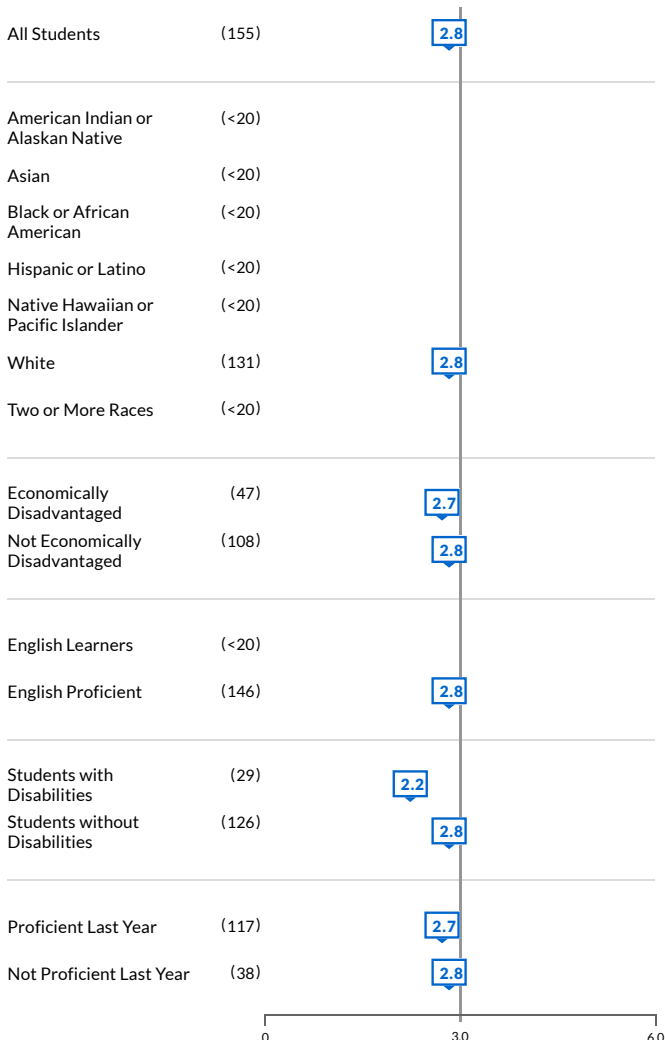 All Students (155) 2.8
American Indian or (<20)
Alaskan Native
Asian (<20)
Black or African (<20)
American
Hispanic or Latino (<20)
Native Hawaiian or (<20)
Pacific Islander
White (131) 2.8
Two or More Races (<20)
Economically (47) 2.7
Disadvantaged
Not Economically (108) 2.8
Disadvantaged
English Learners (<20)
English Proficient (146) 2.8
Students with (29) 2.2
Disabilities
Students without (126) 2.8
Disabilities
Proficient Last Year (117) 2.7
Not Proficient Last Year (38) 2.8
0 3.0 6.0